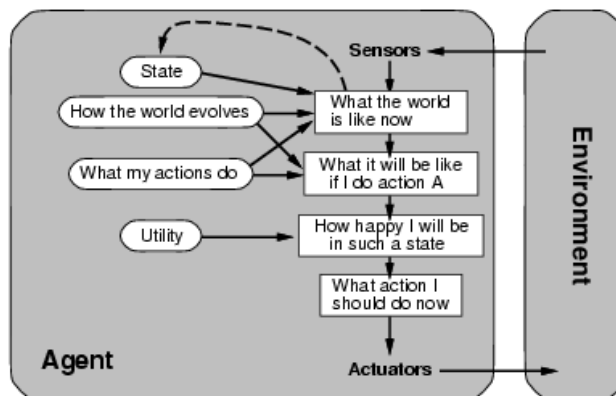 Sensors
State
What the world
is like now
How the world evolves
What it will be like
if I do action A
What my actions do
How happy I will be
in such a state
Utility
What action I
should do now
Agent
Actuators
Environment